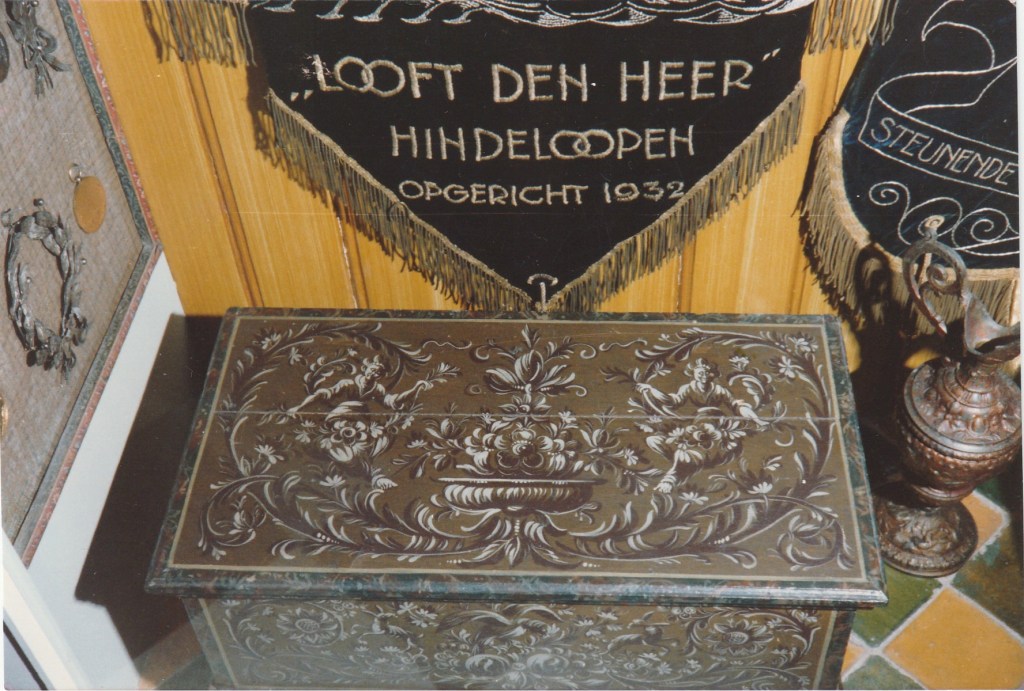 „LOOFT DEN HEER”
HINDELOOPEN
OPGERICHT 1932
STEUNENDE